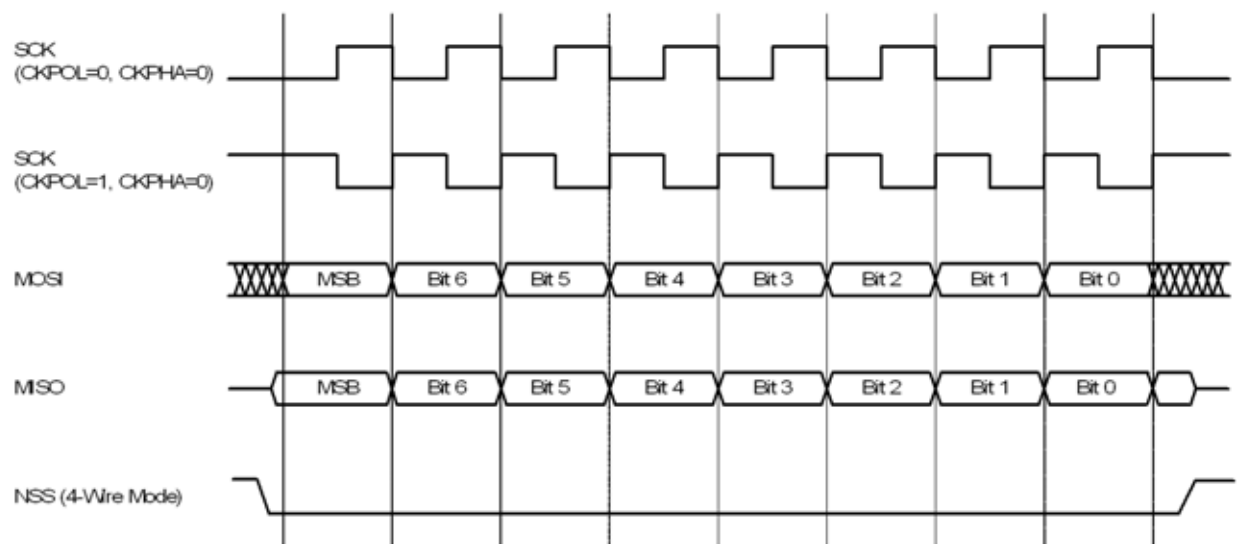 SCK
(CKPOL=0, CKPHA=0)
SCK
(CKPOL=1, CKPHA=0)
MOSI
MSB Bit 6 Bit 5 Bit 4 Bit 3 Bit 2 Bit 1 Bit 0
MISO
MSB Bit 6 Bit 5 Bit 4 Bit 3 Bit 2 Bit 1 Bit 0
NSS (4-Wire Mode)